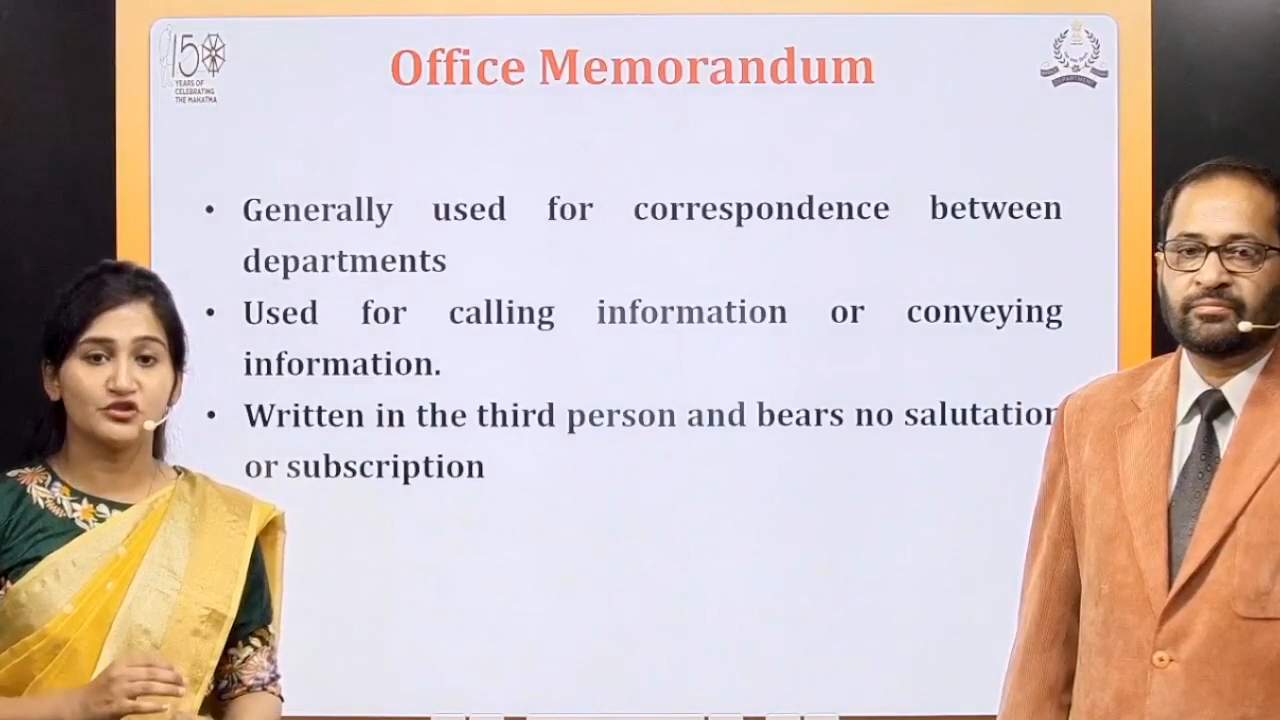 150
YEARS OF
CELEBRATING
THE MAHATMA
Office Memorandum
DEPARTMENT
• Generally used for correspondence between
departments
• Used for calling information or conveying
information.
• Written in the third person and bears no salutation
or subscription